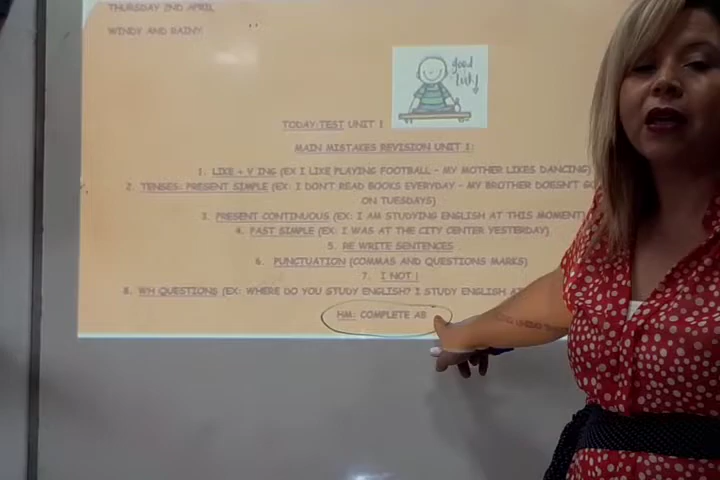 THURSDAY 2ND APRIL
WINDY AND RAINY
good
luck!
TODAY: TEST UNIT 1
MAIN MISTAKES REVISION UNIT 1:
1. LIKE + V ING (EX I LIKE PLAYING FOOTBALL - MY MOTHER LIKES DANCING)
2. TENSES: PRESENT SIMPLE (EX: I DON'T READ BOOKS EVERYDAY - MY BROTHER DOESN'T GO
ON TUESDAYS)
3. PRESENT CONTINUOUS (EX: I AM STUDYING ENGLISH AT THIS MOMENT)
4. PAST SIMPLE (EX: I WAS AT THE CITY CENTER YESTERDAY)
5. RE WRITE SENTENCES
6. PUNCTUATION (COMMAS AND QUESTIONS MARKS)
7. I NOT i
8. WH QUESTIONS (EX: WHERE DO YOU STUDY ENGLISH? I STUDY ENGLISH AT
HM: COMPLETE AB